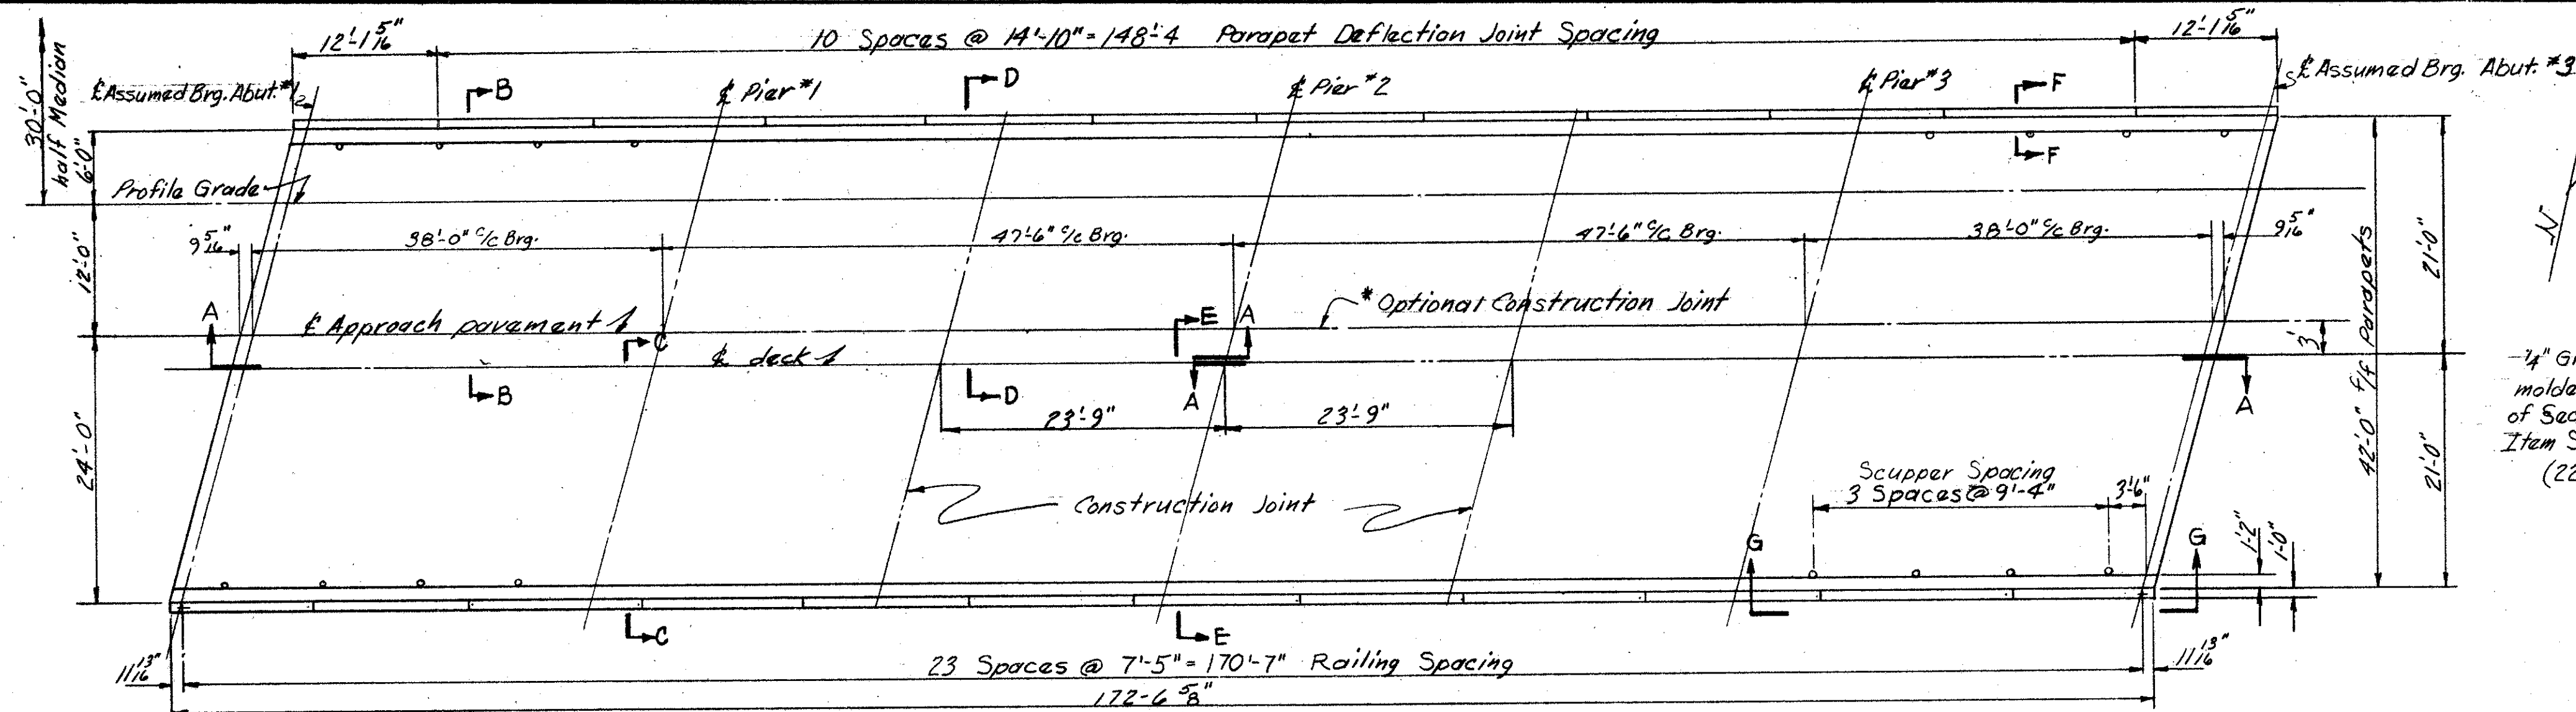 10 Spaces @ 14'-10" = 148'-4 Parapet Deflection Joint Spacing
12'-1 5/16"
12'-1 5/16"
30'-0"
half Median
6'-0"
℄ Assumed Brg. Abut. #1
B
℄ Pier #1
D
℄ Pier #2
℄ Pier #3
F
℄ Assumed Brg. Abut. #3
F
Profile Grade
N
9 5/16"
38'-0" c/c Brg.
47'-6" c/c Brg.
47'-6" c/c Brg.
38'-0" c/c Brg.
9 5/16"
12'-0"
42'-0" f/f Parapets
21'-0"
A
℄ Approach pavement
C
E
A
* Optional Construction Joint
3'
℄ deck
B
D
A
A
23'-9"
23'-9"
24'-0"
21'-0"
molde
of Sea
Item S
(22
Scupper Spacing
3 Spaces @ 9'-4"
3'-6"
Construction Joint
G
G
1'-2"
1'-0"
C
E
11 13/16"
23 Spaces @ 7'-5" = 170'-7" Railing Spacing
11 13/16"
172-6 5/8"